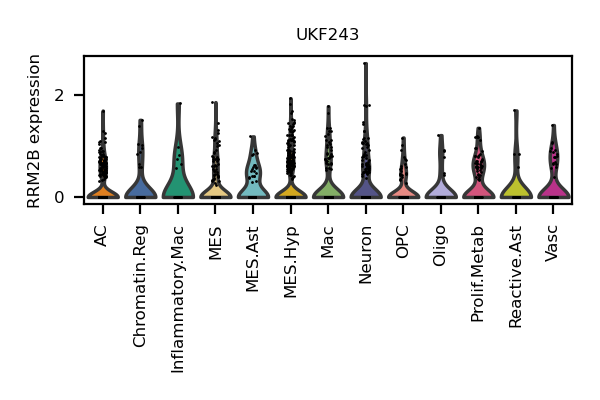 UKF243
RRM2B expression
2
0
AC
Chromatin.Reg
Inflammatory.Mac
MES
MES.Ast
MES.Hyp
Mac
Neuron
OPC
Oligo
Prolif.Metab
Reactive.Ast
Vasc